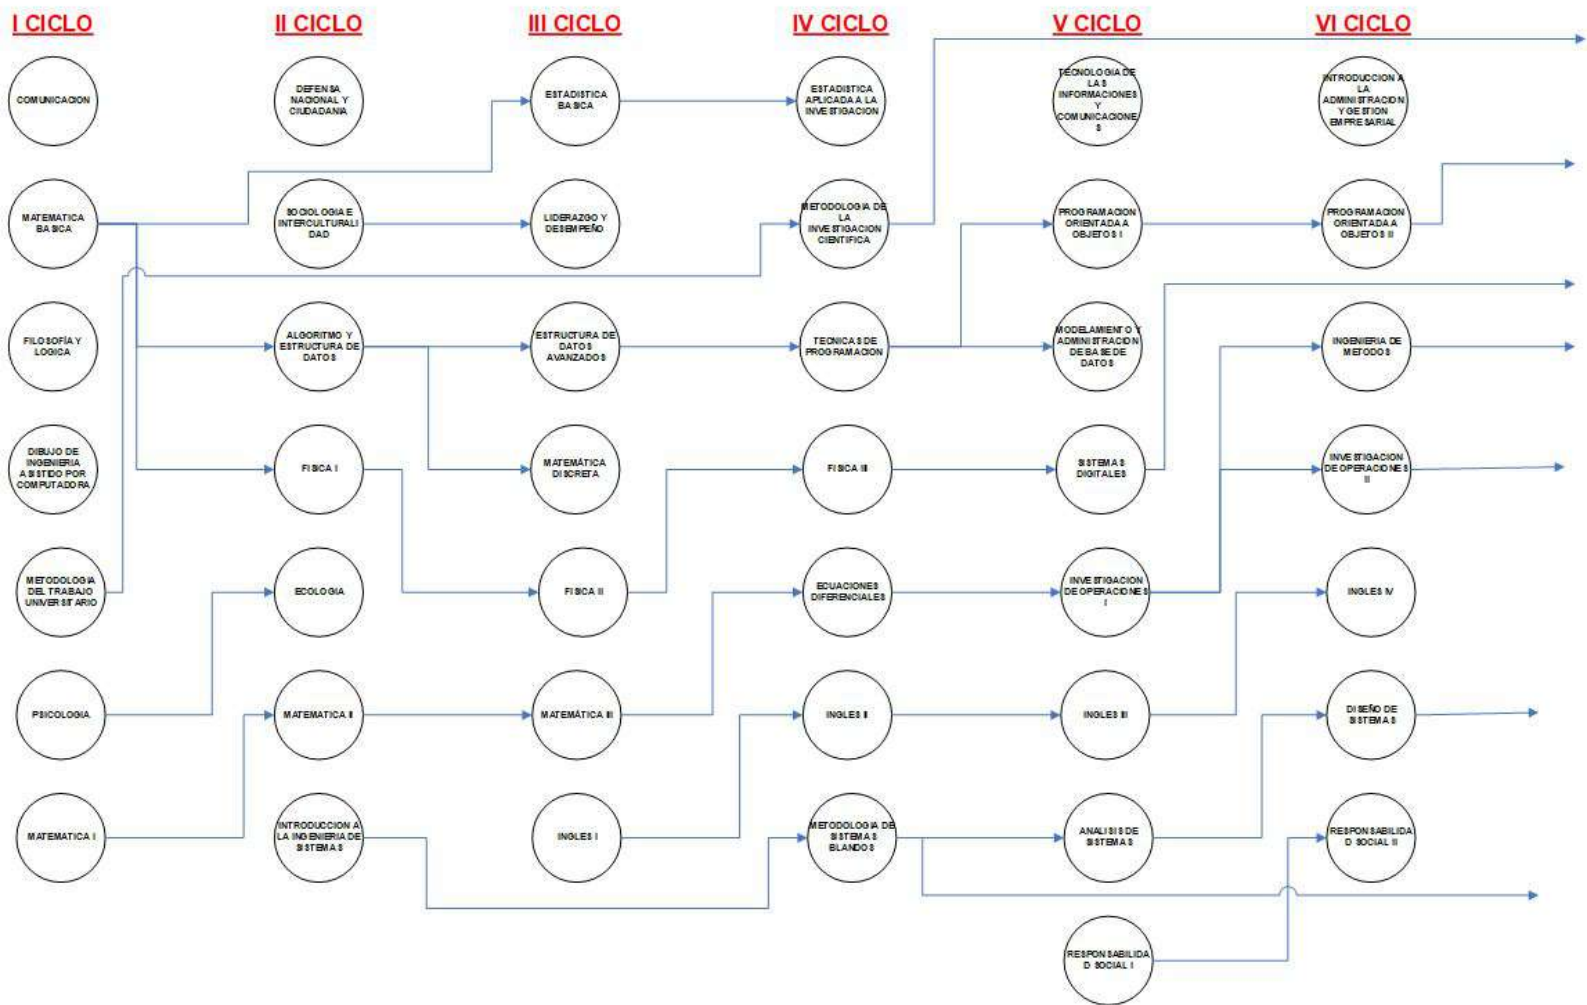 I CICLO
II CICLO
III CICLO
IV CICLO
V CICLO
VI CICLO
COMUNICACION
DEFENSA
NACIONAL Y
CIUDADANIA
ESTADISTICA
BASICA
ESTADISTICA
APLICADA A LA
INVESTIGACION
TECNOLOGIA DE
LAS
INFORMACIONES
Y
COMUNICACIONE
S
INTRODUCCION A
LA
ADMINISTRACION
Y GESTION
EMPRESARIAL
MATEMATICA
BASICA
SOCIOLOGIA E
INTERCULTURALI
DAD
LIDERAZGO Y
DESEMPEÑO
METODOLOGIA DE
LA
INVESTIGACION
CIENTIFICA
PROGRAMACION
ORIENTADA A
OBJETOS I
PROGRAMACION
ORIENTADA A
OBJETOS II
FILOSOFÍA Y
LOGICA
ALGORITMO Y
ESTRUCTURA DE
DATOS
ESTRUCTURA DE
DATOS
AVANZADOS
TECNICAS DE
PROGRAMACION
MODELAMIENTO Y
ADMINISTRACION
DE BASE DE
DATOS
INGENIERIA DE
METODOS
DIBUJO DE
INGENIERIA
ASISTIDO POR
COMPUTADORA
FISICA I
MATEMÁTICA
DISCRETA
FISICA III
SISTEMAS
DIGITALES
INVESTIGACION
DE OPERACIONES
II
METODOLOGIA
DEL TRABAJO
UNIVERSITARIO
ECOLOGIA
FISICA II
ECUACIONES
DIFERENCIALES
INVESTIGACION
DE OPERACIONES
I
INGLES IV
PSICOLOGIA
MATEMATICA II
MATEMÁTICA III
INGLES II
INGLES III
DISEÑO DE
SISTEMAS
MATEMATICA I
INTRODUCCION A
LA INGENIERIA DE
SISTEMAS
INGLES I
METODOLOGIA DE
SISTEMAS
BLANDOS
ANALISIS DE
SISTEMAS
RESPONSABILIDA
D SOCIAL II
RESPONSABILIDA
D SOCIAL I